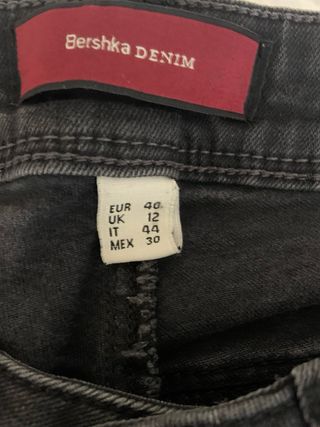 Bershka DENIM
EUR 40
UK 12
IT 44
MEX 30